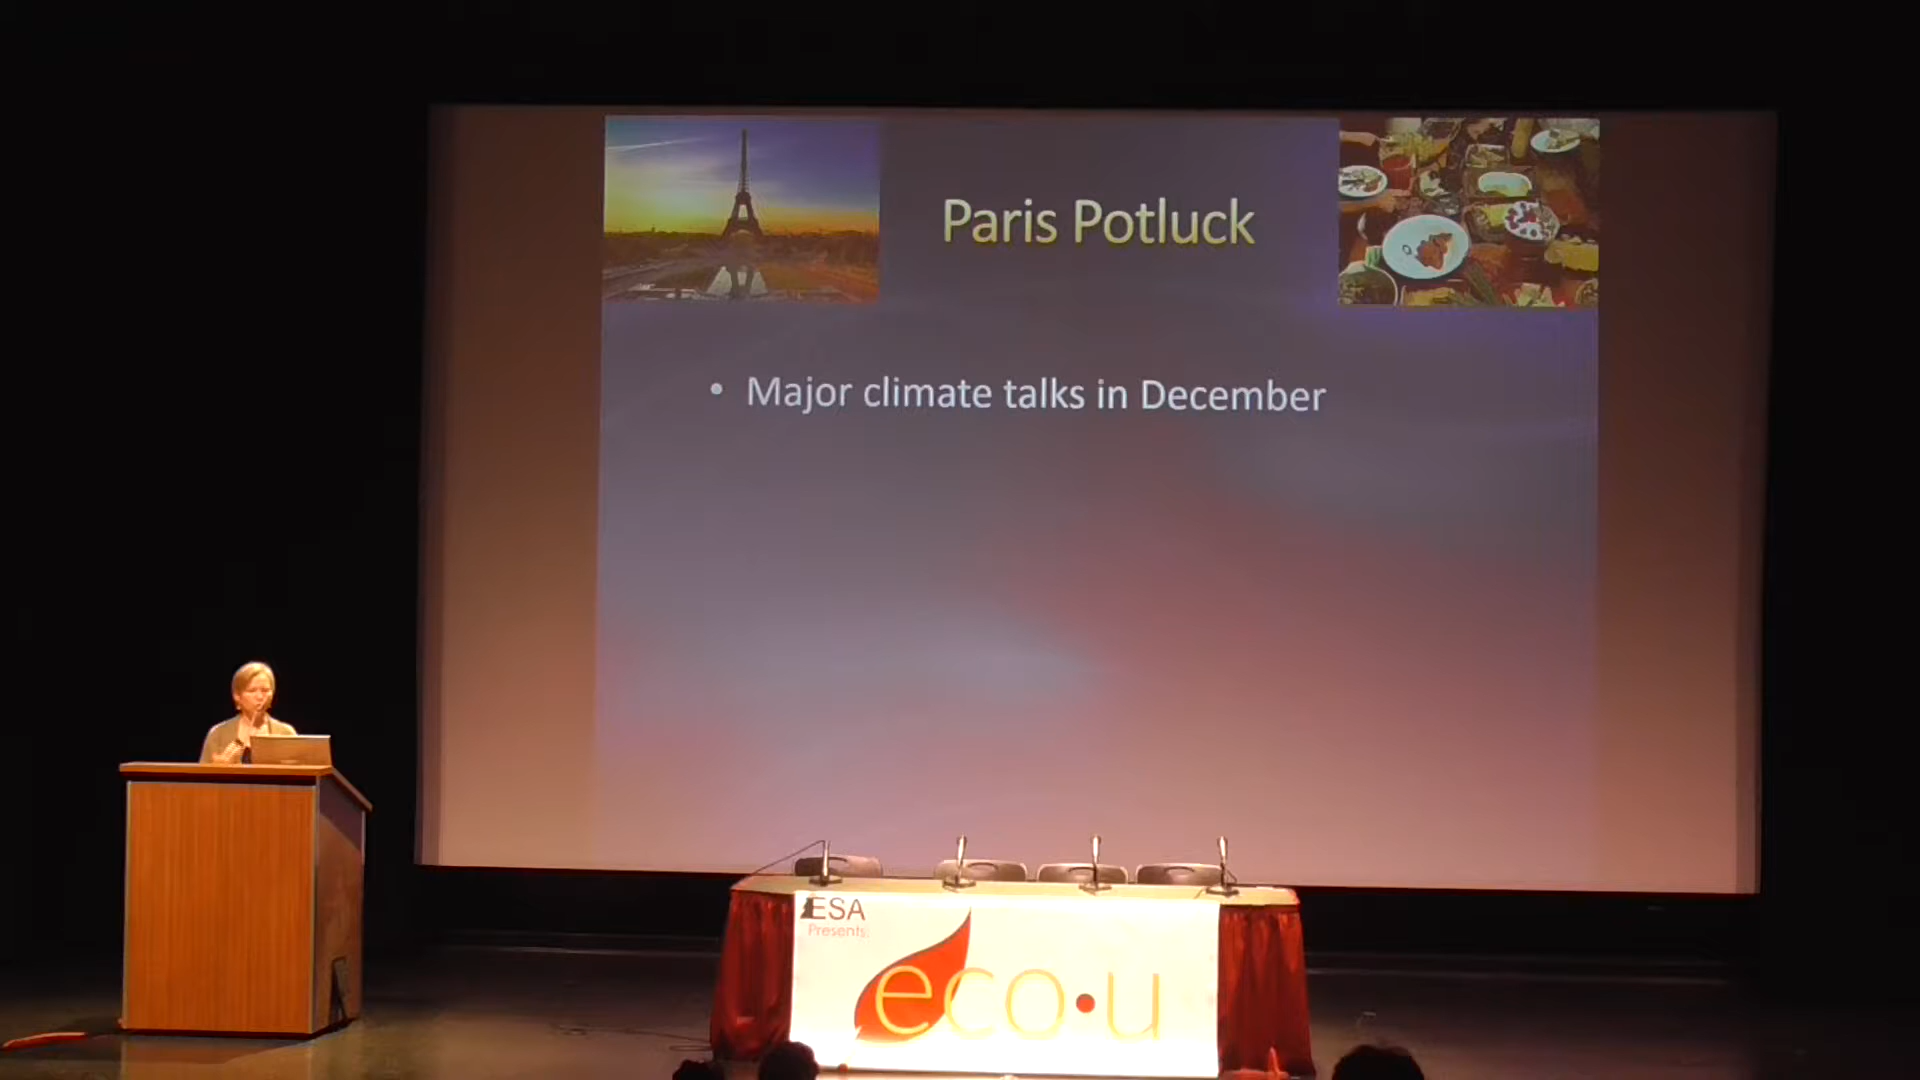 Paris Potluck
• Major climate talks in December
ESA
Presents:
eco•u